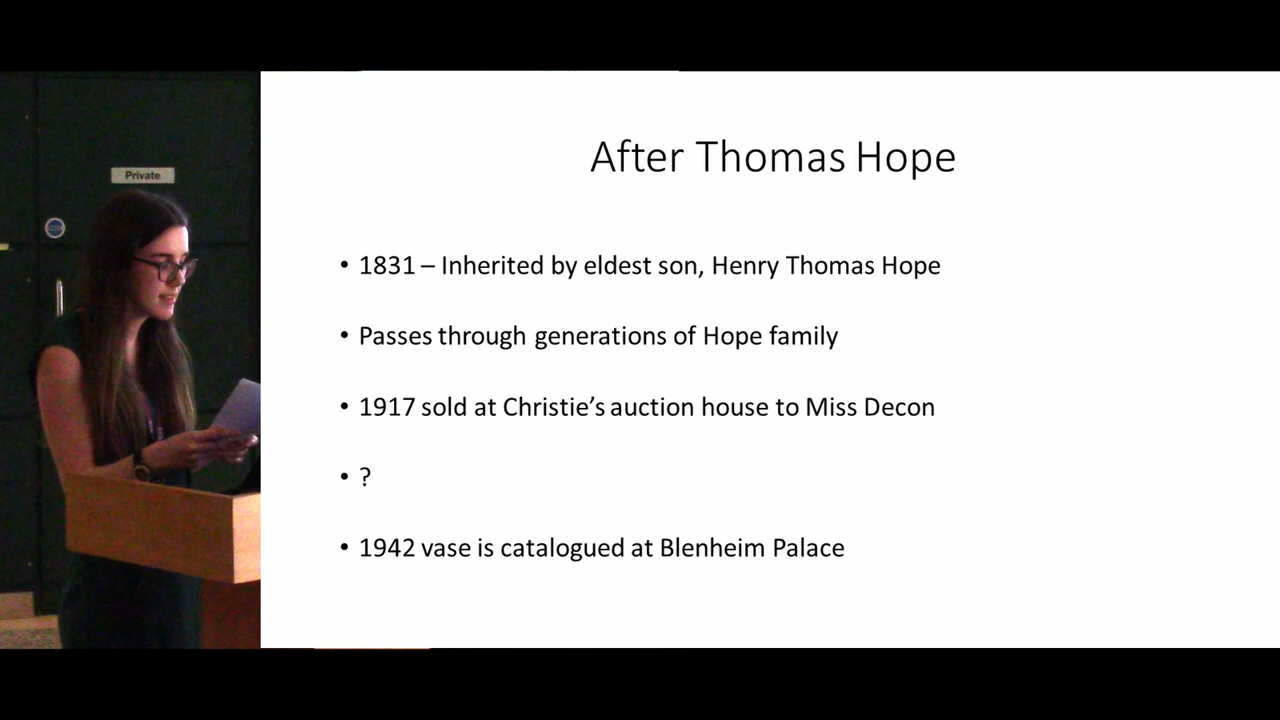 Private
After Thomas Hope
• 1831 – Inherited by eldest son, Henry Thomas Hope
• Passes through generations of Hope family
• 1917 sold at Christie’s auction house to Miss Decon
• ?
• 1942 vase is catalogued at Blenheim Palace